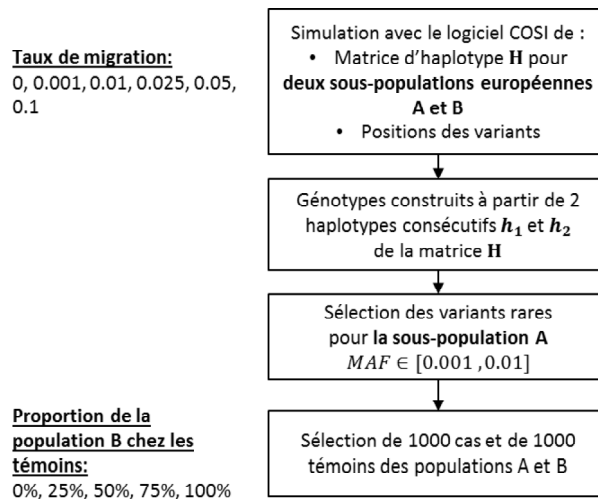 Taux de migration:
0, 0.001, 0.01, 0.025, 0.05,
0.1
Simulation avec le logiciel COSI de :
• Matrice d'haplotype H pour
deux sous-populations européennes
A et B
• Positions des variants
Génotypes construits à partir de 2
haplotypes consécutifs h₁ et h₂
de la matrice H
Sélection des variants rares
pour la sous-population A
MAF ∈ [0.001 , 0.01]
Proportion de la
population B chez les
témoins:
0%, 25%, 50%, 75%, 100%
Sélection de 1000 cas et de 1000
témoins des populations A et B